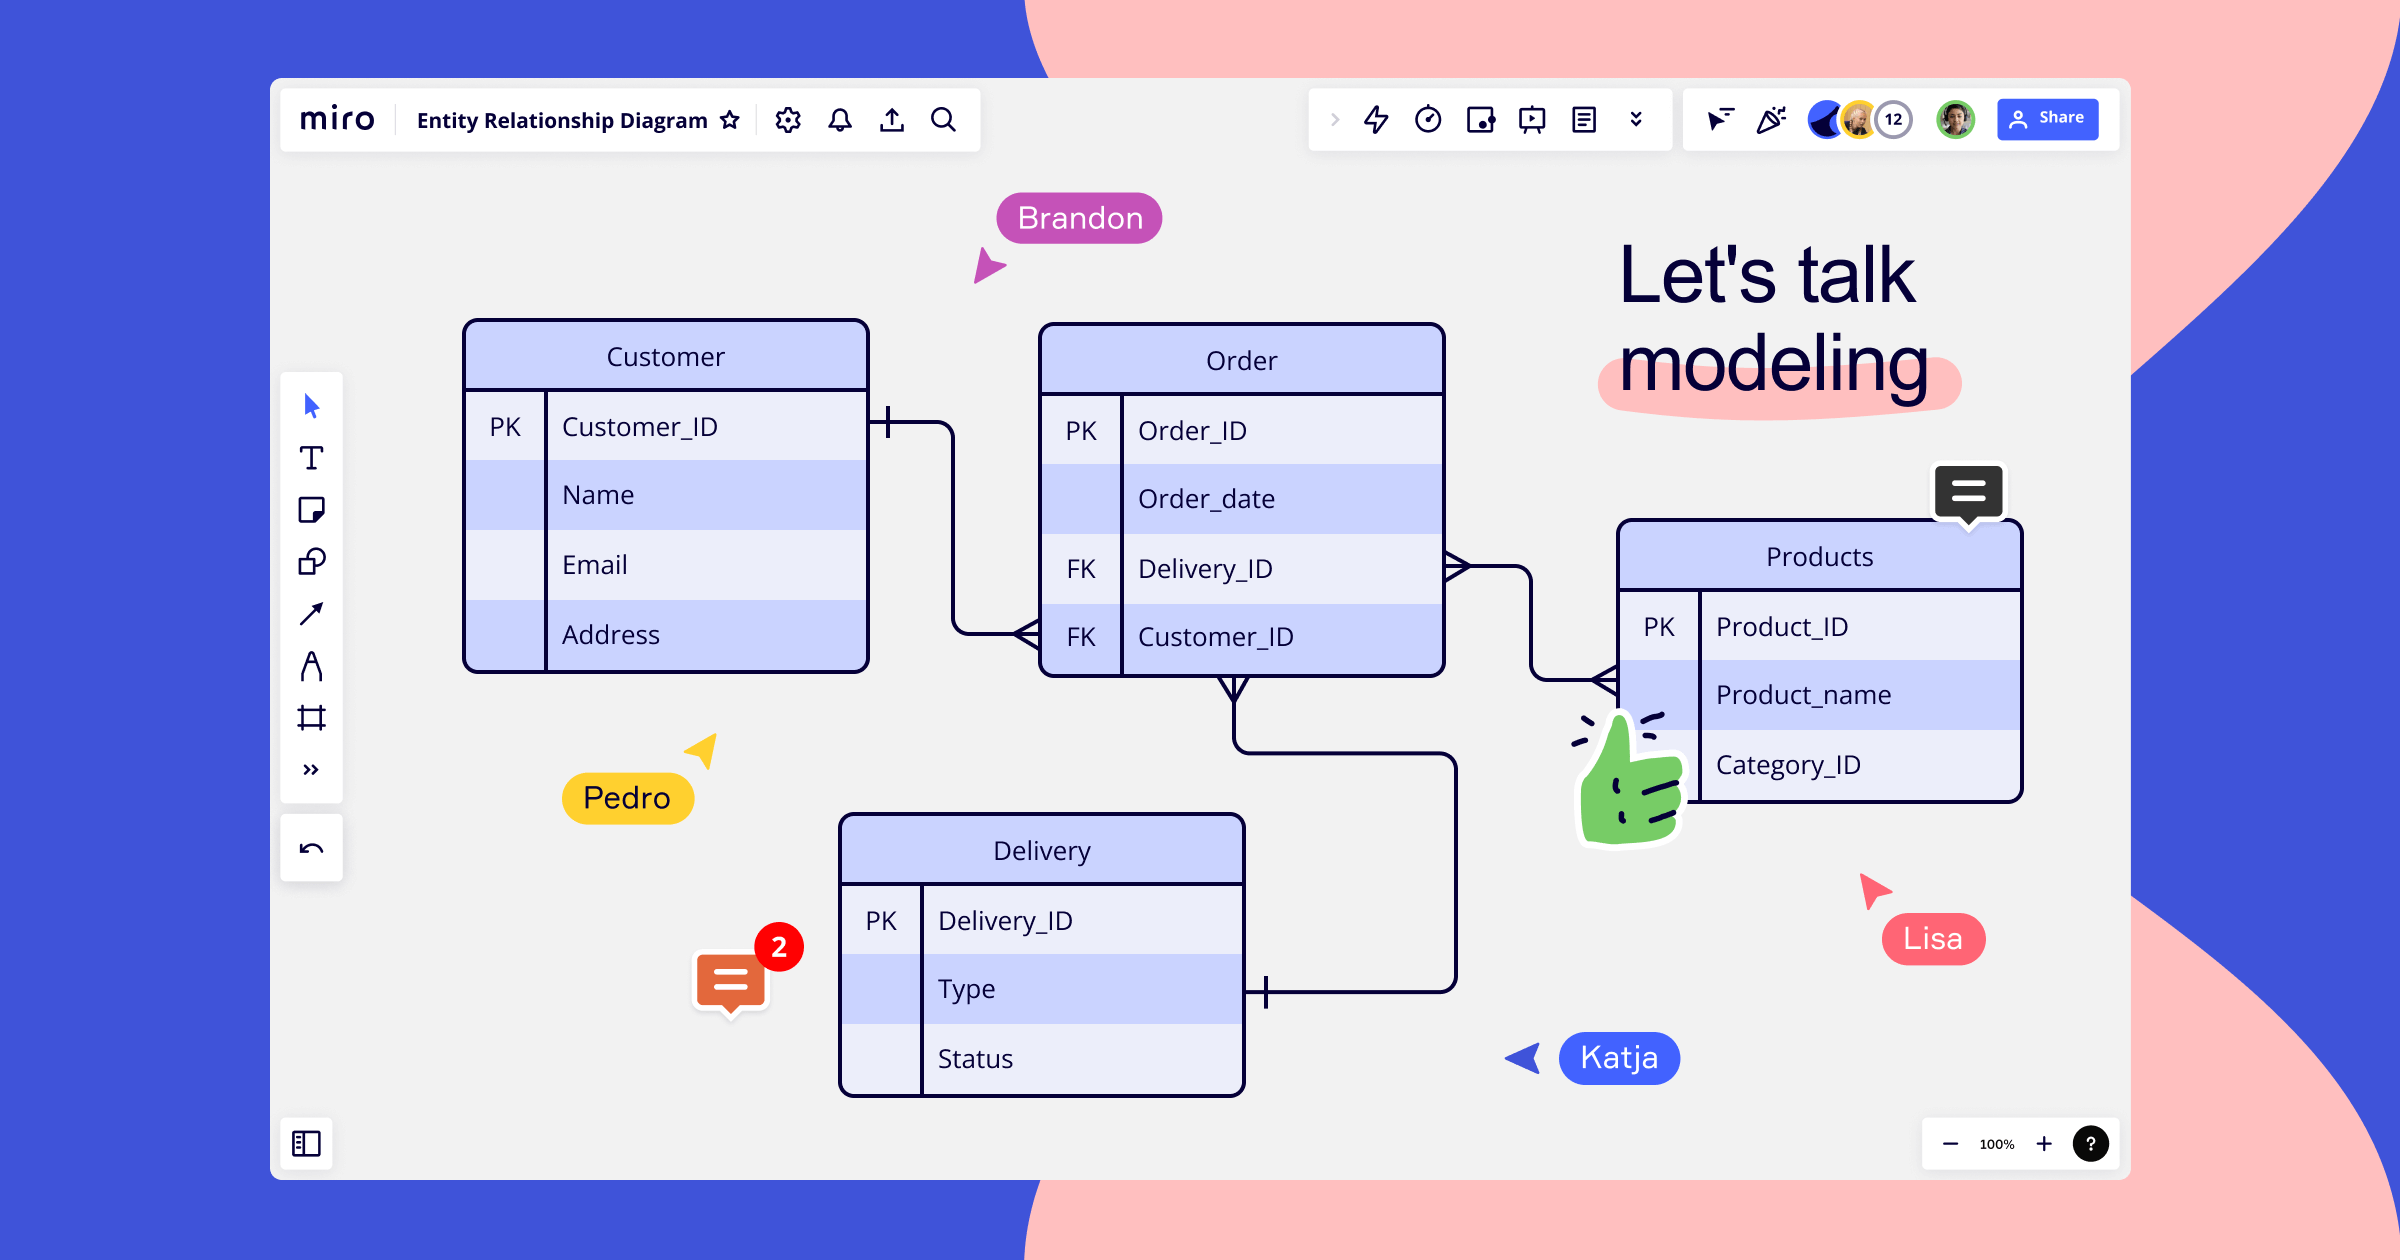 miro
Entity Relationship Diagram
12
Share
Brandon
Let's talk
modeling
Customer
PK Customer_ID
Name
Email
Address
Order
PK Order_ID
Order_date
FK Delivery_ID
FK Customer_ID
Products
PK Product_ID
Product_name
Category_ID
Pedro
Delivery
PK Delivery_ID
Type
Status
2
Lisa
Katja
100%
?